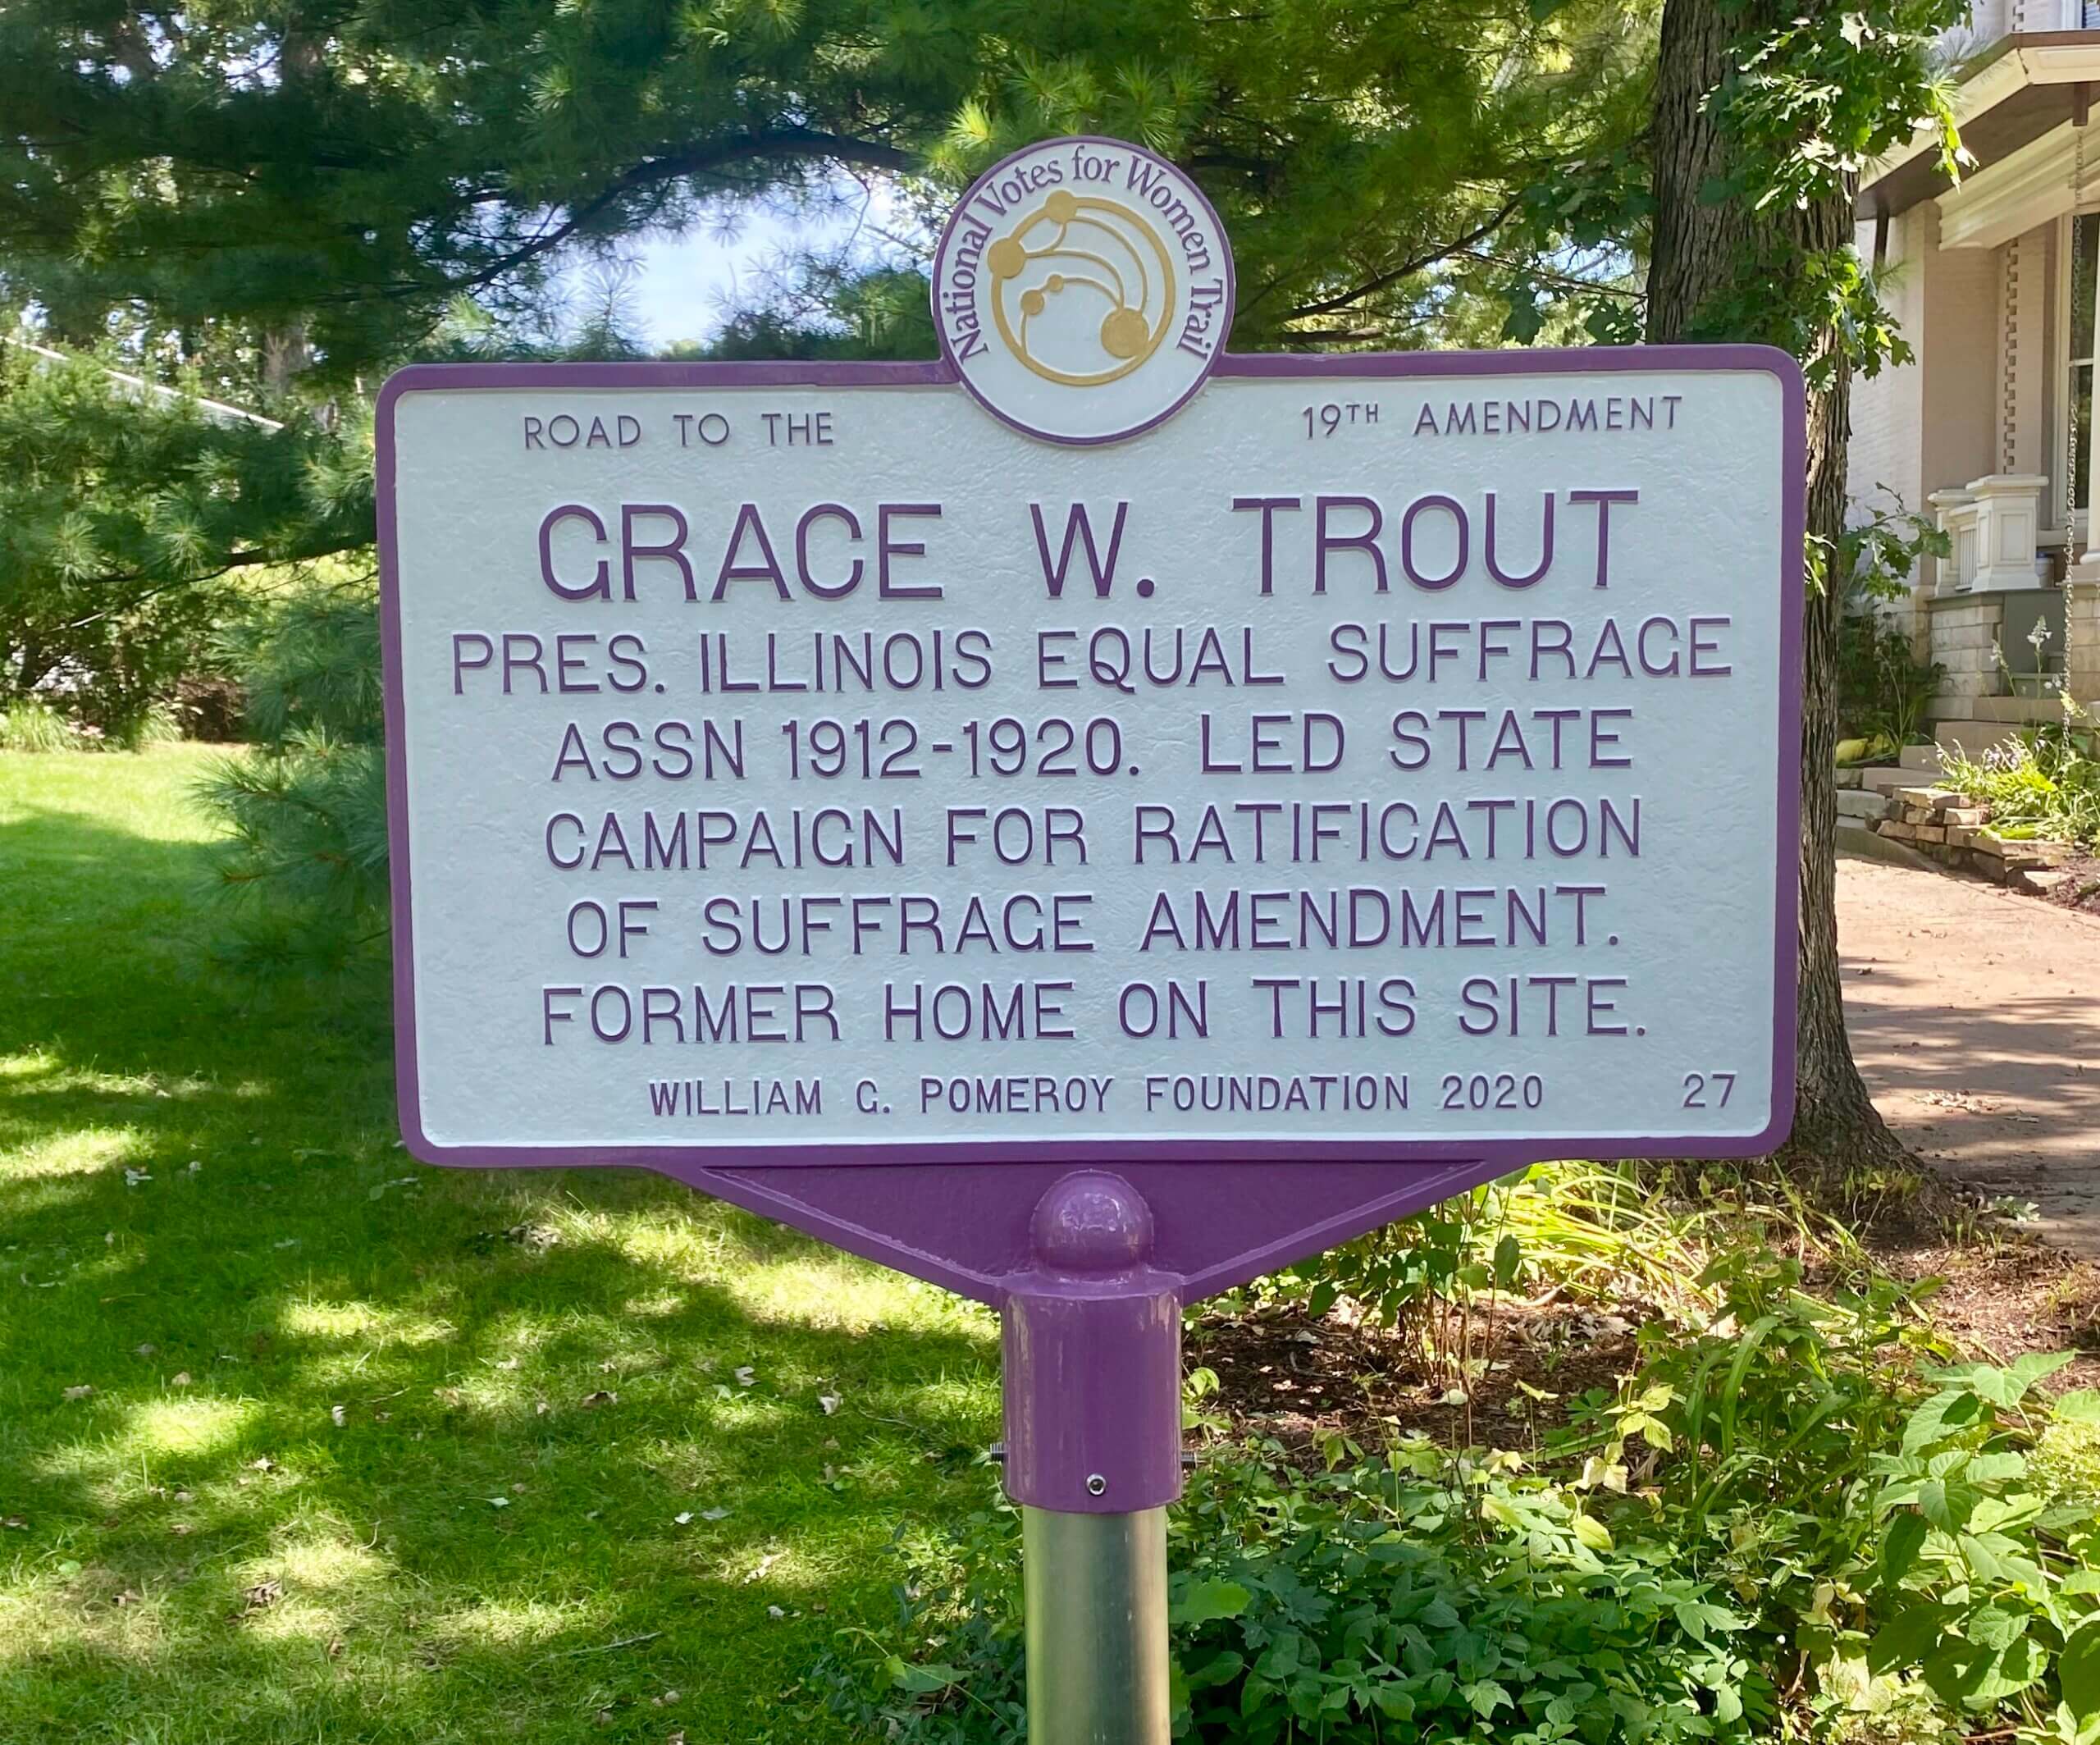 National Votes for Women Trail
ROAD TO THE 19TH AMENDMENT
GRACE W. TROUT
PRES. ILLINOIS EQUAL SUFFRAGE
ASSN 1912-1920. LED STATE
CAMPAIGN FOR RATIFICATION
OF SUFFRAGE AMENDMENT.
FORMER HOME ON THIS SITE.
WILLIAM G. POMEROY FOUNDATION 2020 27